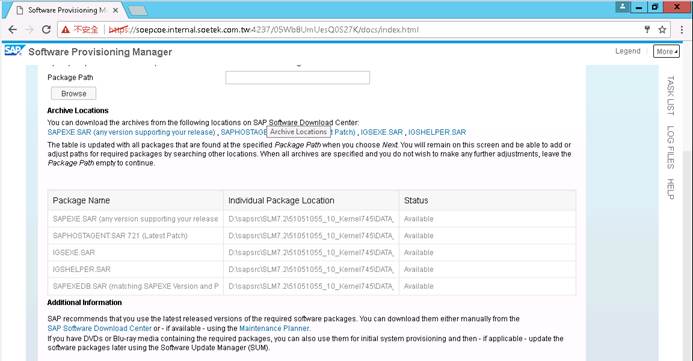 SAP Software Provisioning M
不安全 https://soepcoe.internal.soetek.com.tw:4237/05WbBUmUesQ0S27K/docs/index.html
SAP Software Provisioning Manager
Legend
More
Package Path
Browse
Archive Locations
You can download the archives from the following locations on SAP Software Download Center:
SAPEXE.SAR (any version supporting your release) , SAPHOSTAGE t Patch) , IGSEXE.SAR , IGSHELPER.SAR
Archive Locations
The table is updated with all packages that are found at the specified Package Path when you choose Next. You will remain on this screen and be able to add or
adjust paths for required packages by searching other locations. When all archives are specified and you do not wish to make any further adjustments, leave the
Package Path empty to continue.
Package Name Individual Package Location Status
SAPEXE.SAR (any version supporting your release D:\sapsrc\SLM7.2\51051055_10_Kernel745\DATA_ Available
SAPHOSTAGENT.SAR 721 (Latest Patch) D:\sapsrc\SLM7.2\51051055_10_Kernel745\DATA_ Available
IGSEXE.SAR D:\sapsrc\SLM7.2\51051055_10_Kernel745\DATA_ Available
IGSHELPER.SAR D:\sapsrc\SLM7.2\51051055_10_Kernel745\DATA_ Available
SAPEXEDB.SAR (matching SAPEXE Version and P D:\sapsrc\SLM7.2\51051055_10_Kernel745\DATA_ Available
Additional Information
SAP recommends that you use the latest released versions of the required software packages. You can download them either manually from the
SAP Software Download Center or - if available - using the Maintenance Planner.
If you have DVDs or Blu-ray media containing the required packages, you can also use them for initial system provisioning and then - if applicable - update the
software packages later using the Software Update Manager (SUM).
TASK LIST
LOG FILES
HELP